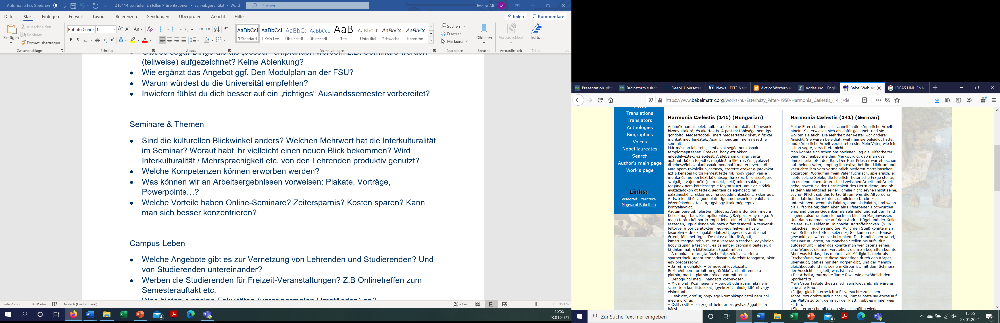 Automatisches Speichern
210114 Leitfaden Erstellen Präsentationen - Schreibgeschützt - Word
Suchen
Jessica Alt
JA
Datei Start Einfügen Entwurf Layout Referenzen Sendungen Überprüfen Ansicht Hilfe
Teilen
Kommentare
Einfügen
Ausschneiden
Kopieren
Format übertragen
Zwischenablage
Roboto Conc
12
Schriftart
Absatz
AaBbCcI AaBbCcI AaBbCc AaBbCcC AaB AaBbCcD AaBbCcI AaBbCcI
¶ Standard ¶ Kein Lee... Überschrif... Überschrif... Titel Untertitel Schwache... Hervorhe...
Formatvorlagen
Suchen
Ersetzen
Markieren
Bearbeiten
Diktieren
Sprache
Vertraulichkeit
Vertraulichkeit
Editor
Editor
(teilweise) aufgezeichnet? Keine Ablenkung?
• Wie ergänzt das Angebot ggf. Den Modulplan an der FSU?
• Warum würdest du die Universität empfehlen?
• Inwiefern fühlst du dich besser auf ein „richtiges“ Auslandssemester vorbereitet?
Seminare & Themen
• Sind die kulturellen Blickwinkel anders? Welchen Mehrwert hat die Interkulturalität
im Seminar? Worauf habt ihr vielleicht einen neuen Blick bekommen? Wird
Interkulturalität / Mehrsprachigkeit etc. von den Lehrenden produktiv genutzt?
• Welche Kompetenzen können erworben werden?
• Was können wir an Arbeitsergebnissen vorweisen: Plakate, Vorträge,
Powerpoints…?
• Welche Vorteile haben Online-Seminare? Zeitersparnis? Kosten sparen? Kann
man sich besser konzentrieren?
Campus-Leben
• Welche Angebote gibt es zur Vernetzung von Lehrenden und Studierenden? Und
von Studierenden untereinander?
• Werben die Studierenden für Freizeit-Veranstaltungen? Z.B Onlinetreffen zum
Semesterauftakt etc.
Seite 2 von 3 384 Wörter Deutsch (Deutschland)
Fokus
151 %
15:55
23.01.2021
Presentation_phr
Brainstorm suitab
DeepL Übersetze
News - ELTE Nep
dict.cc Wörterbuc
Vorlesung - Engli
Babel Web An
IDEAS UNI JENA
https://www.babelmatrix.org/works/hu/Esterházy_Péter-1950/Harmonia_Cælestis_(141)/de
Works
Translations
Translators
Anthologies
Biographies
Voices
Nobel laureates
Search
Author's main page
Work's page
Links:
Visegrad Literature
Magyarul Bábelben
Harmonia Cælestis (141) (Hungarian)
Apámék hamar beletanultak a fizikai munkába. Képesnek
bizonyultak rá, és akarták is. A pestiek többsége nem így
gondolta. Megsértődtek, mert megsértették őket, a fizikai
munkát meg lenézték. Apám, mondtam, nem nézett le
semmit.
Már másnap lehetett jelentkezni segédmunkásnak a
templomépítéshez. Érdekes, hogy ezt akkor
engedélyezték, az építést. A plébános úr már várta
apámat, külön fogadta, megkínálta likőrrel, és igyekezett
őt lebeszélni az alantasnak mondható malterkeverésről.
Mire apám rókalelkűn, játszva, szerette ezeket a játékokat,
azt a kenetes költői kérdést tette föl, hogy vajon van-e
munka és munka közt különbség, ha az az Úr dicsőségére
szolgál, s vajon néki (nem neki, néki) mint családja
tagjának nem kötelessége-e folytatni azt, amit az elődök
évszázadokon át tettek, segíteni az egyházat; ha
palatinusként, akkor úgy, ha segédmunkásként, akkor úgy.
A tisztelendő úr a gondolatot igen nemesnek és valóban
kézenfekvőnek találta, úgyhogy ittak még egy kis
kontyalávalót.
Azután béreltek felesben földet az Andris dombján meg a
Keller-majorban. Krumplikapálás. („Szép asszony maga. A
maga farára két sor krumplit lehet elültetni.”) Mintha
részegen, úgy dülöngéltek haza a fáradtságtól. A tenyerük
feltörve, a bőr cafatokban, egy-egy helyen a húsig
lesúrolva – de ez legalább látszott, egy seb, amit lehet
érteni, föl lehet fogni. De mi ez a fáradtságnál,
kimerültségnél több, mi ez a vereség a testben, egyáltalán
hogy csupán a test van, és az ember azonos a testével, a
fájdalommal, a kilátástalansággal, mi ez?
– A munka – morogta Rozi néni, szokása szerint a
sparherdnek. Apám színpadiasan a derekát tapogatta, akár
egy öregasszony.
– Jajjaj; meghalok! – és nevetni igyekezett.
Rozi néni nem fordult meg, örökké volt mit tennie a
platnin, mert a platnin örökké van mit tenni.
– Dehogy hal meg – hangzott közönyösen.
– Mit mond, Rozi néném? – perdült oda apám, aki nem
szerette a konfliktusokat, igyekezett mindig kitérni vagy
elsimítani.
– Csak azt, gróf úr, hogy egy krumplikapálástól nem hal
meg a gróf úr.
– Csitt, csitt – pisszegett bele férfias gyávasággal Pista
bácsi.
Harmonia Cælestis (141) (German)
Meine Eltern fanden sich schnell in die körperliche Arbeit
hinein. Sie erwiesen sich als dafür geeignet, und sie
wollten sie auch. Die Mehrheit der Pester war anderer
Ansicht. Sie waren beleidigt, weil man sie beleidigt hatte,
und körperliche Arbeit verachteten sie. Mein Vater, wie ich
schon sagte, verachtete nichts.
Man konnte sich schon am nächsten Tag als Hilfsarbeiter
beim Kirchenbau melden, Merkwürdig, daß man das
damals erlaubte, den Bau. Der Herr Priester wartete schon
auf meinen Vater, empfing ihn extra, bot ihm Likör an und
versuchte ihm vom vermeintlich niederen Mörtelmischen
abzuraten. Woraufhin mein Vater füchsisch, spielerisch, er
liebte solche Spiele, die feierlich rhetorische Frage stellte,
ob es denn einen Unterschied zwischen Arbeit und Arbeit
gebe, soweit sie der Herrlichkeit des Herrn diene, und ob
es denn als Mitglied seiner Familie nicht seyne (nicht seine,
seyne) Pflicht sei, das fortzuführen, was die Altvorderen
Über Jahrhunderte taten, nämlich die Kirche zu
unterstützen, wenn als Palatin, dann als Palatin, und wenn
als Hilfsarbeiter, dann eben als Hilfsarbeiter. Hochwürden
empfand diesen Gedanken als sehr edel und auf der Hand
liegend, also tranken sie noch ein bißchen Magenwasser.
Und dann nahmen sie auf dem Andris-Hügel und der Kuller
Meierei zwei Felder in Halbpacht. Kartoffelhacken. (»Ein
hübsches Frauchen sind Sie. Auf Ihren Steiß könnte man
zwei Reihen Kartoffeln setzen.«) Sie kamen nach Hause
gewankt, als wären sie betrunken. Die Handflächen wund,
die Haut in Fetzen, an manchen Stellen his aufs Blut
aufgeschürft – aber das konnte man wenigstens sehen,
eine Wunde, die man verstehen, die man begreifen konnte.
Aber was ist das, das mehr ist als Müdigkeit, mehr als
Erschöpfung, was ist diese Niederlage durch den Körper,
überhaupt, daß es nur den Körper gibt, und der Mensch
gleichbedeutend mit seinem Körper ist, mit dem Schmerz,
der Aussichtslosigkeit, was ist das?
»Die Arbeit«, murmelte Tante Rozi, wie gewöhnlich dem
Sparherd zu.
Mein Vater tastete theatralisch sein Kreuz ab, als wäre er
eine alte Frau.
»Jajjaj, gleich sterbe ich!« Er versuchte zu lachen.
Tante Rozi drehte sich nicht um, immer hatte sie etwas auf
der Platt’n zu tun, denn auf der Platt’n gibt es immer was
zu tun.
»Sie sterbn scho nit«, gab sie gleichgültig wieder
Zur Suche Text hier eingeben
15:55
23.01.2021